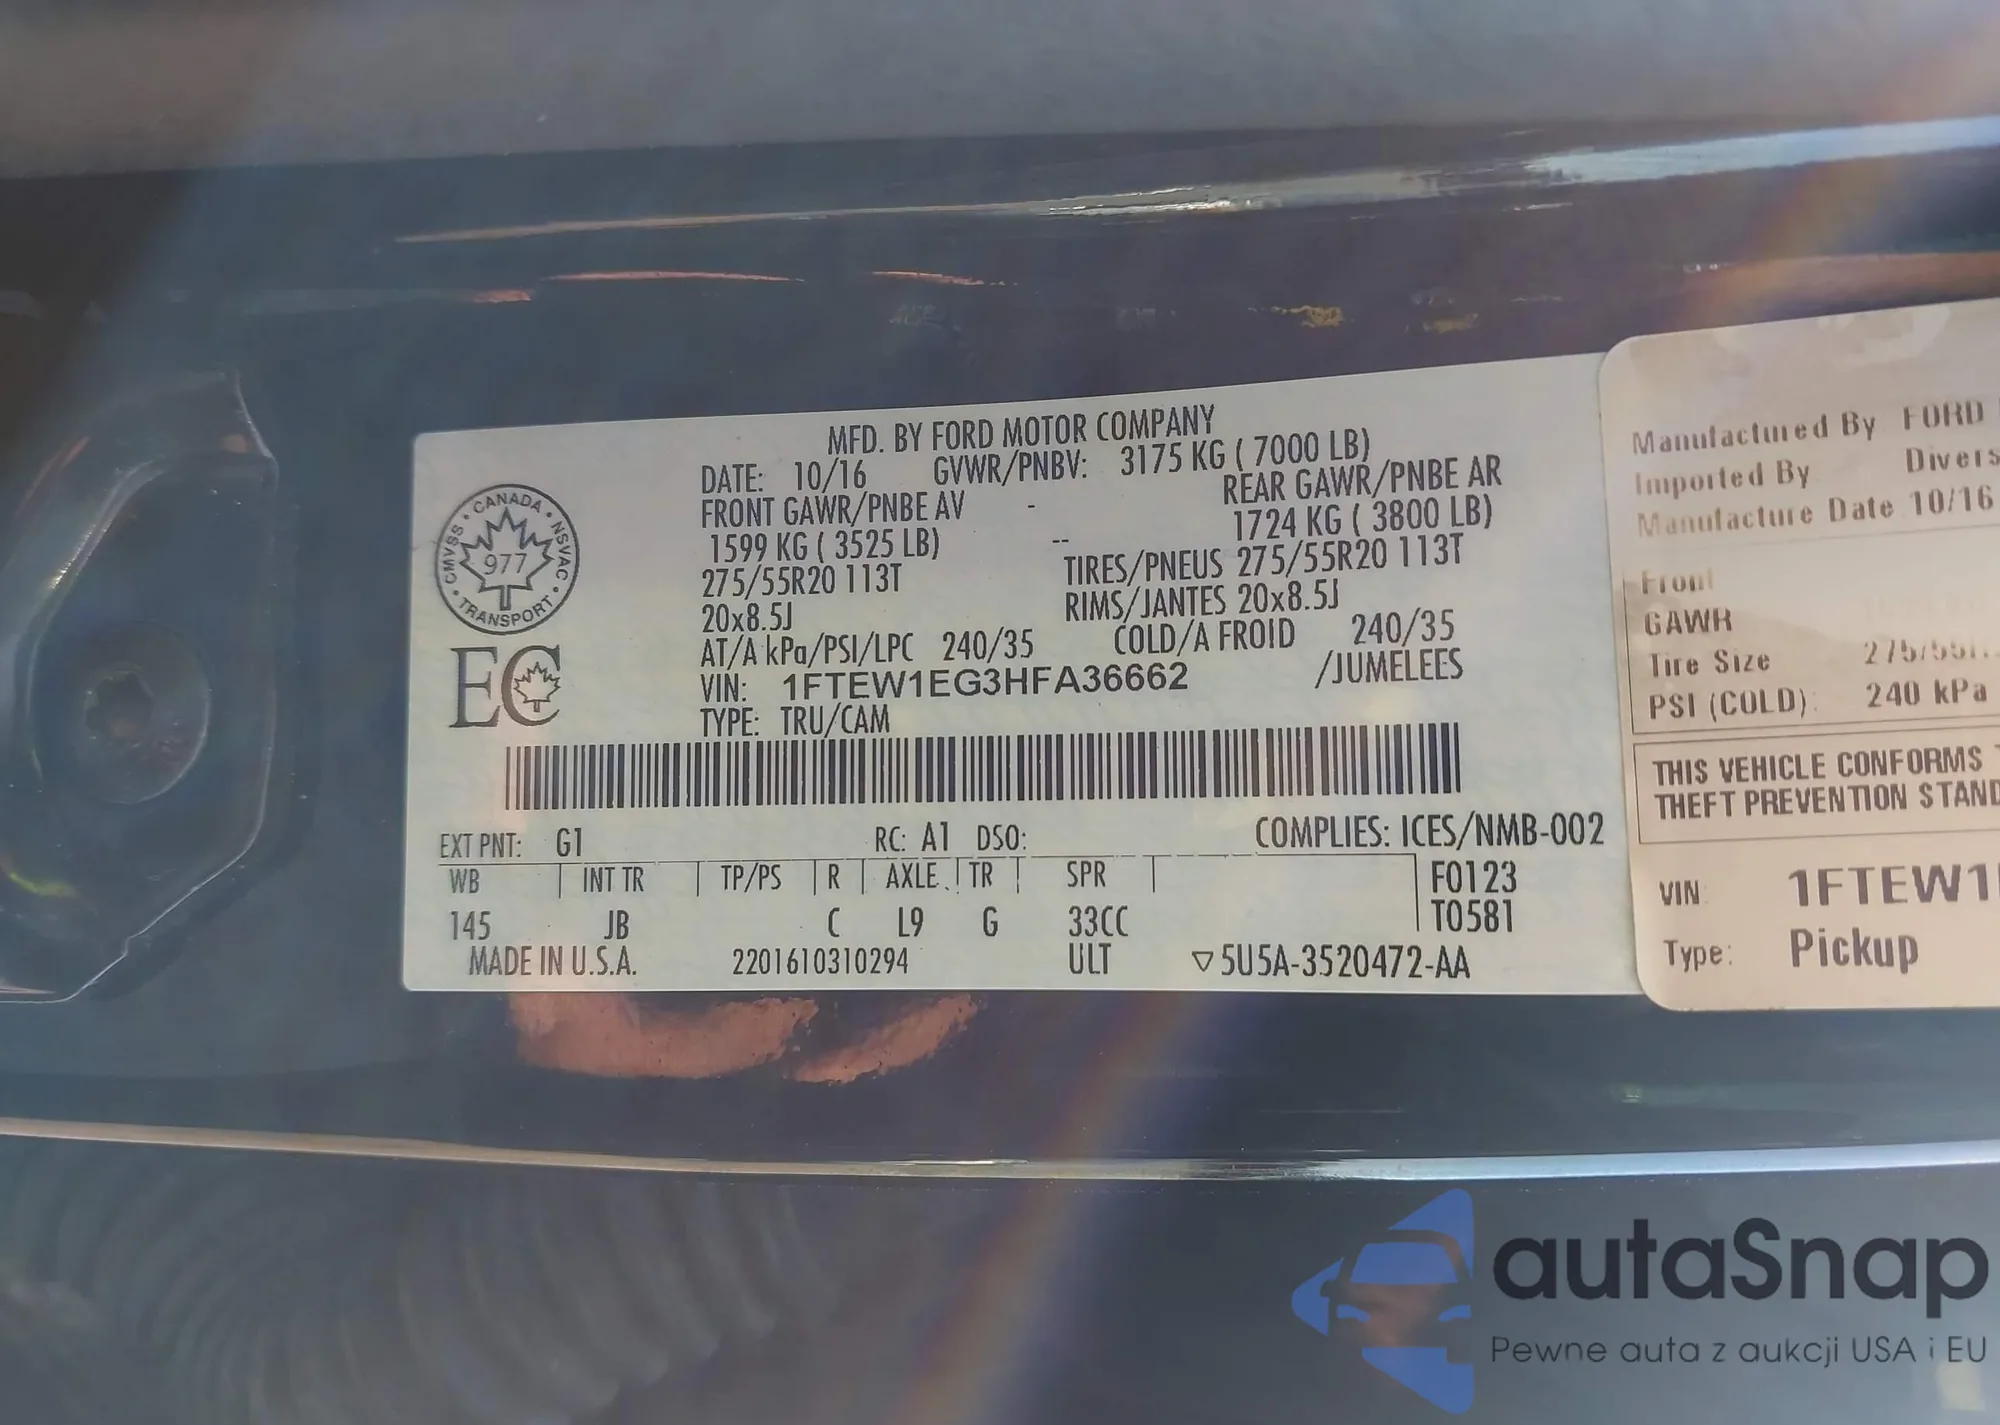 MFD. BY FORD MOTOR COMPANY
DATE: 10/16 GVWR/PNBV: 3175 KG ( 7000 LB)
FRONT GAWR/PNBE AV - REAR GAWR/PNBE AR
1599 KG ( 3525 LB) -- 1724 KG ( 3800 LB)
275/55R20 113T TIRES/PNEUS 275/55R20 113T
20x8.5J RIMS/JANTES 20x8.5J
AT/A kPa/PSI/LPC 240/35 COLD/A FROID 240/35
VIN: 1FTEW1EG3HFA36662 /JUMELEES
TYPE: TRU/CAM
CANADA
CMVSS • NSVAC
977
TRANSPORT
EC
EXT PNT: G1 RC: A1 DSO: COMPLIES: ICES/NMB-002
WB INT TR TP/PS R AXLE TR SPR F0123
145 JB C L9 G 33CC T0581
MADE IN U.S.A. 2201610310294 ULT ▽5U5A-3520472-AA
Manufactured By FORD
Imported By Divers
Manufacture Date 10/16
Front
GAWR
Tire Size 275/55
PSI (COLD): 240 kPa
THIS VEHICLE CONFORMS
THEFT PREVENTION STAND
VIN: 1FTEW1
Type: Pickup
autaSnap
Pewne auta z aukcji USA i EU